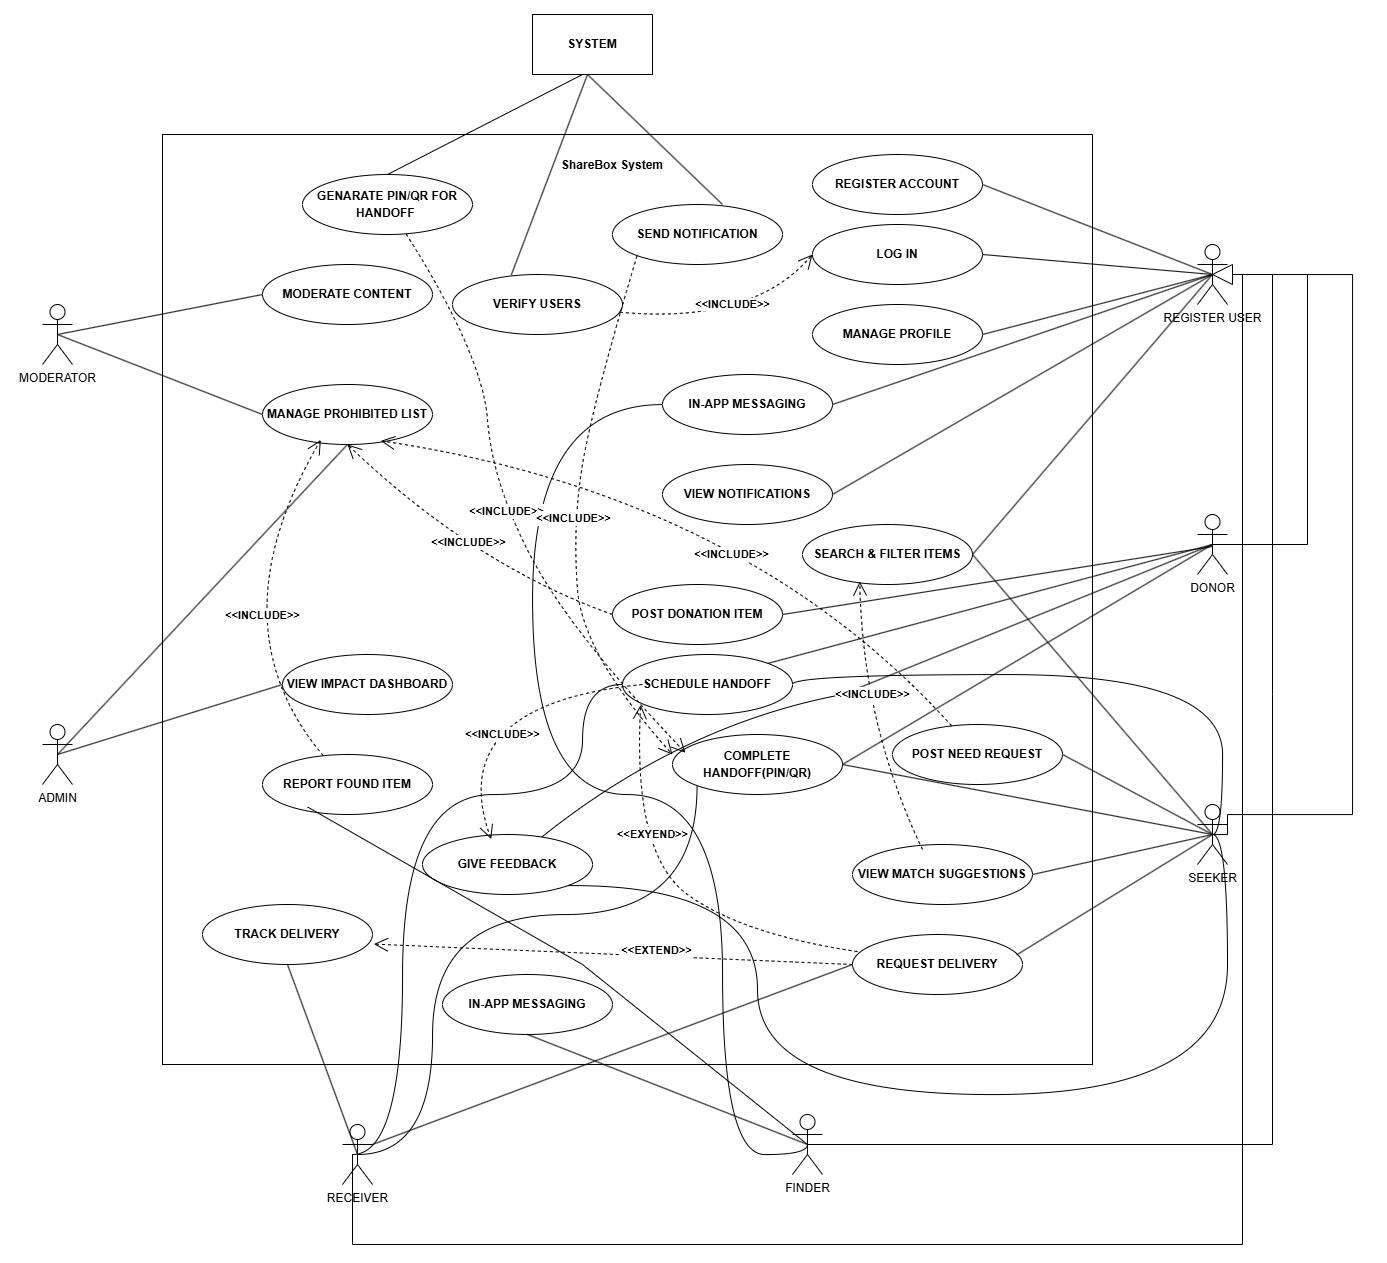 SYSTEM
ShareBox System
GENARATE PIN/QR FOR
HANDOFF
REGISTER ACCOUNT
SEND NOTIFICATION
LOG IN
MODERATE CONTENT
VERIFY USERS
<<INCLUDE>>
REGISTER USER
MANAGE PROFILE
MODERATOR
MANAGE PROHIBITED LIST
IN-APP MESSAGING
VIEW NOTIFICATIONS
<<INCLUDE>>
<<INCLUDE>>
<<INCLUDE>>
<<INCLUDE>>
SEARCH & FILTER ITEMS
DONOR
<<INCLUDE>>
POST DONATION ITEM
VIEW IMPACT DASHBOARD
SCHEDULE HANDOFF
<<INCLUDE>>
<<INCLUDE>>
POST NEED REQUEST
COMPLETE
HANDOFF(PIN/QR)
ADMIN
REPORT FOUND ITEM
<<EXYEND>>
GIVE FEEDBACK
VIEW MATCH SUGGESTIONS
SEEKER
TRACK DELIVERY
<<EXTEND>>
REQUEST DELIVERY
IN-APP MESSAGING
RECEIVER
FINDER